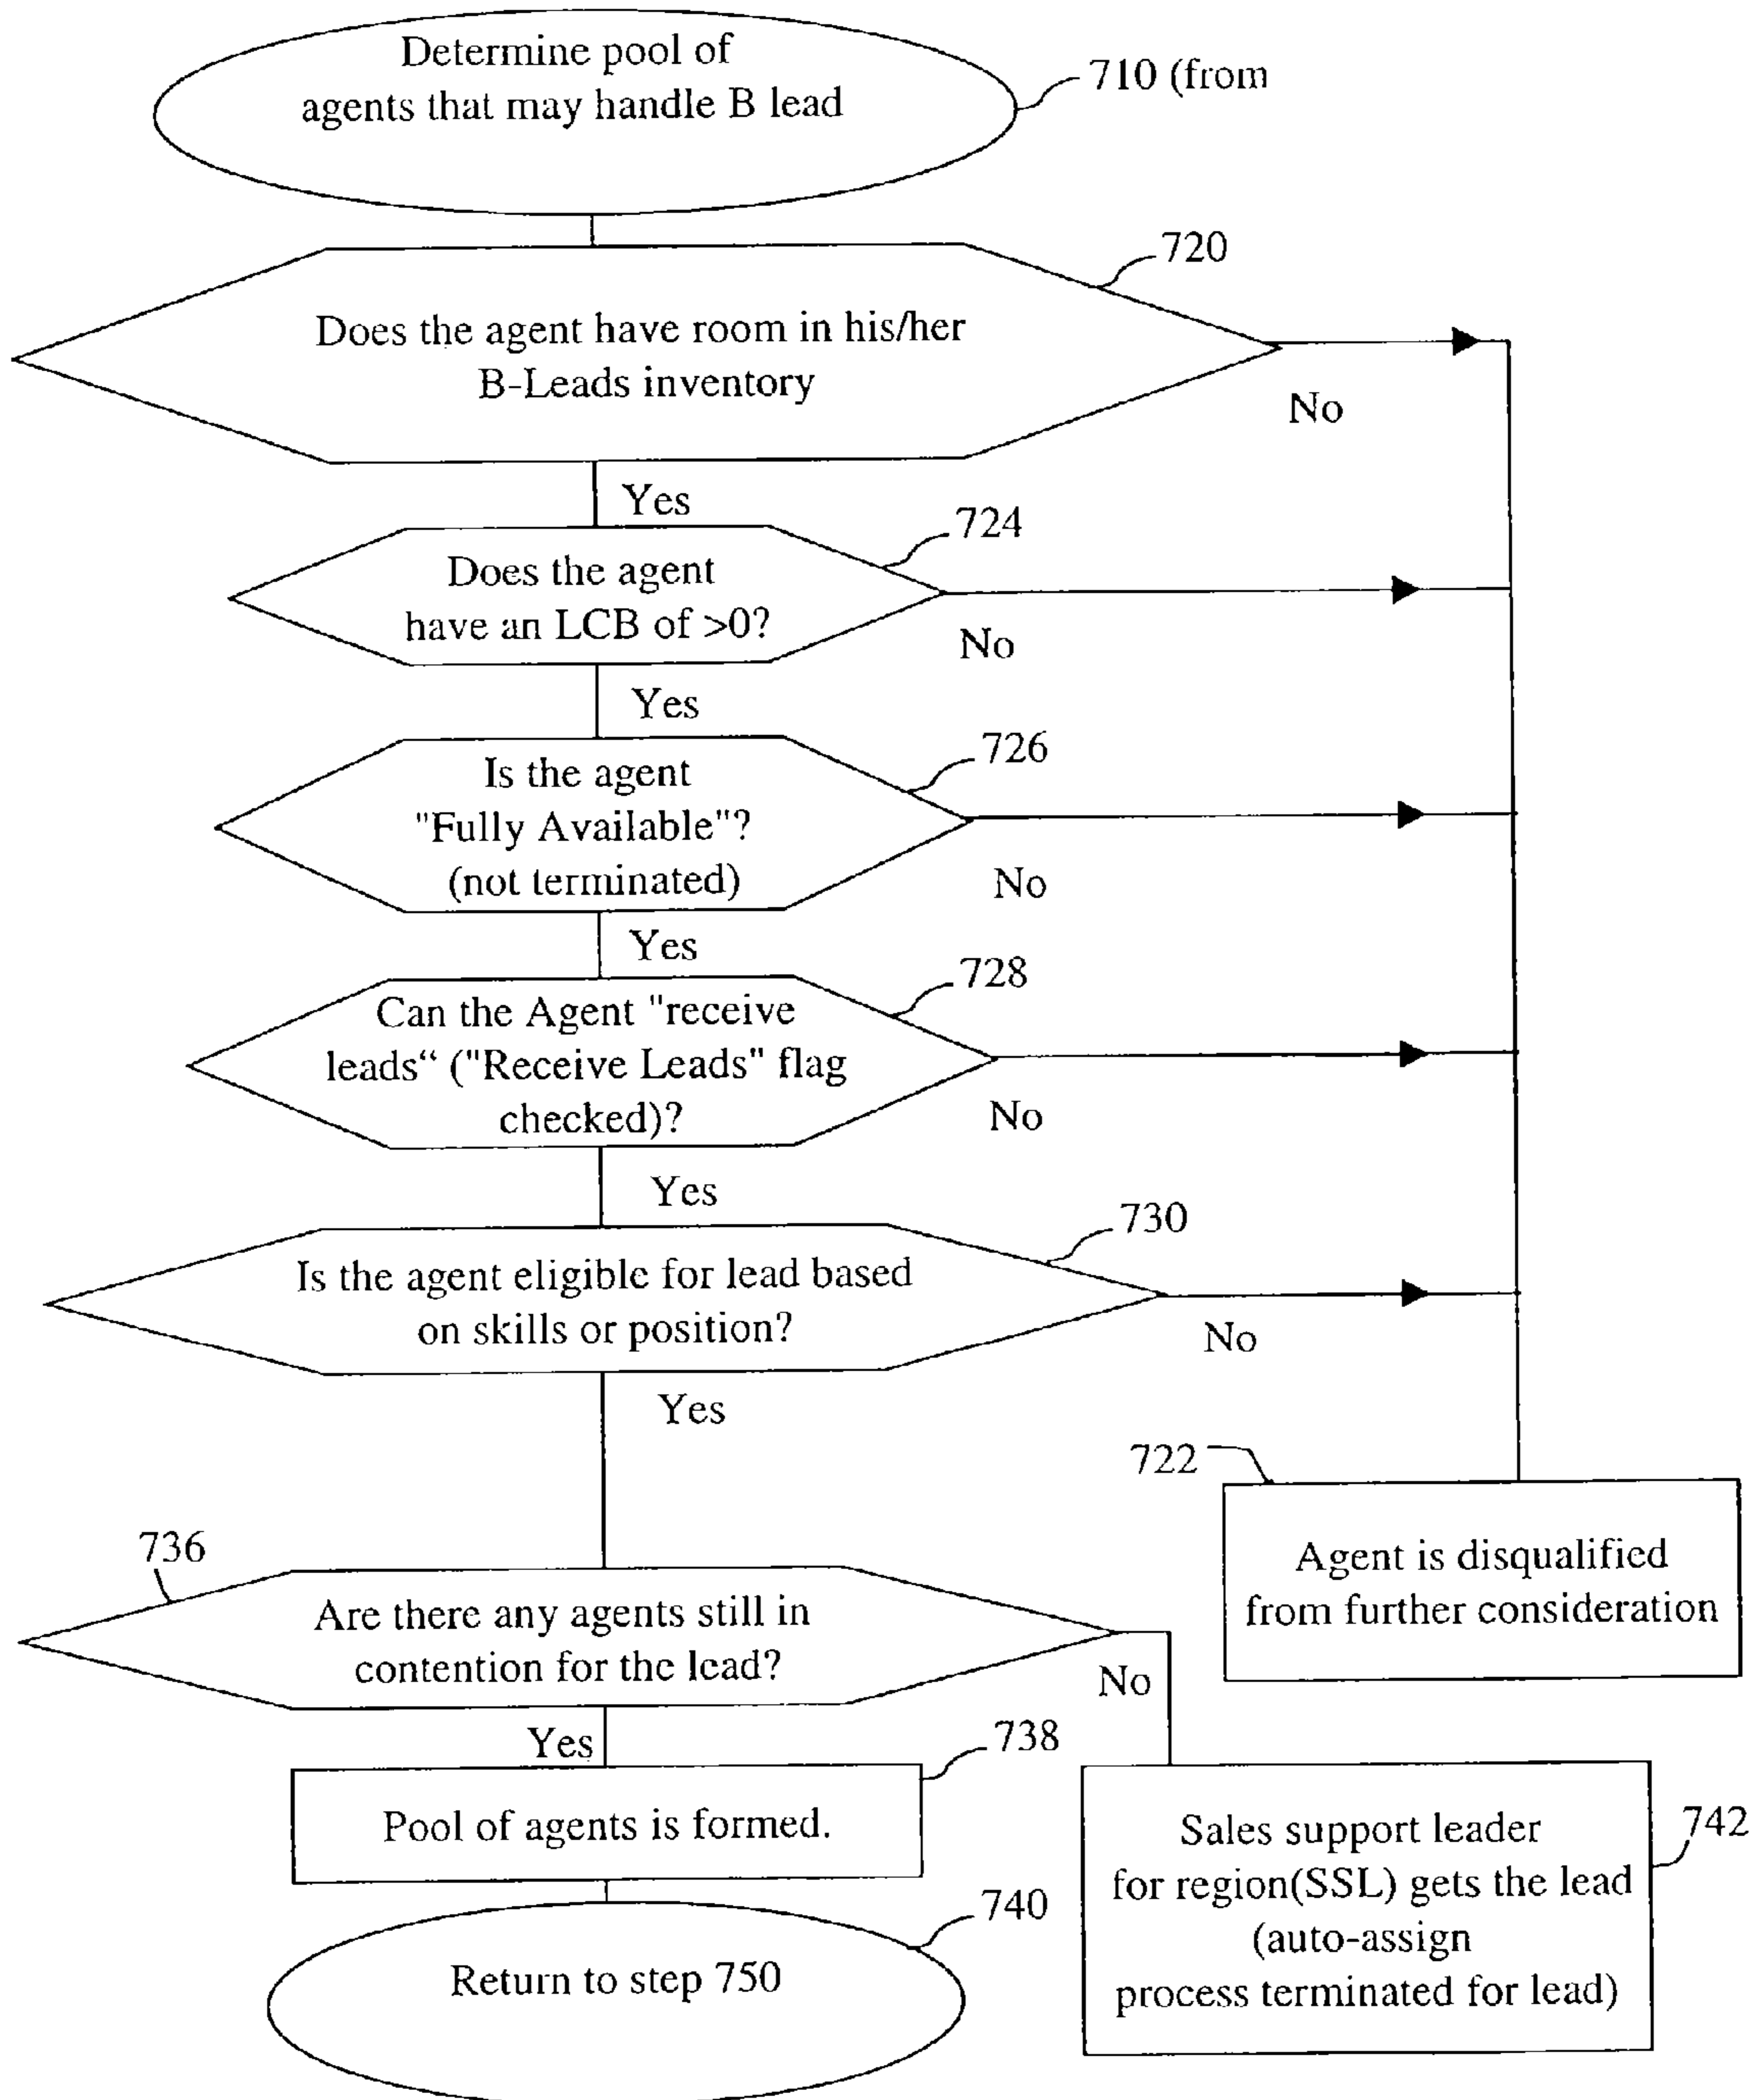 Determine pool of
agents that may handle B lead
710 (from
720
Does the agent have room in his/her
B-Leads inventory
No
Yes
724
Does the agent
have an LCB of >0?
No
Yes
726
Is the agent
"Fully Available"?
(not terminated)
No
Yes
728
Can the Agent "receive
leads“ ("Receive Leads" flag
checked)?
No
Yes
730
Is the agent eligible for lead based
on skills or position?
No
Yes
722
Agent is disqualified
from further consideration
736
Are there any agents still in
contention for the lead?
No
Yes
738
Pool of agents is formed.
742
Sales support leader
for region(SSL) gets the lead
(auto-assign
process terminated for lead)
740
Return to step 750